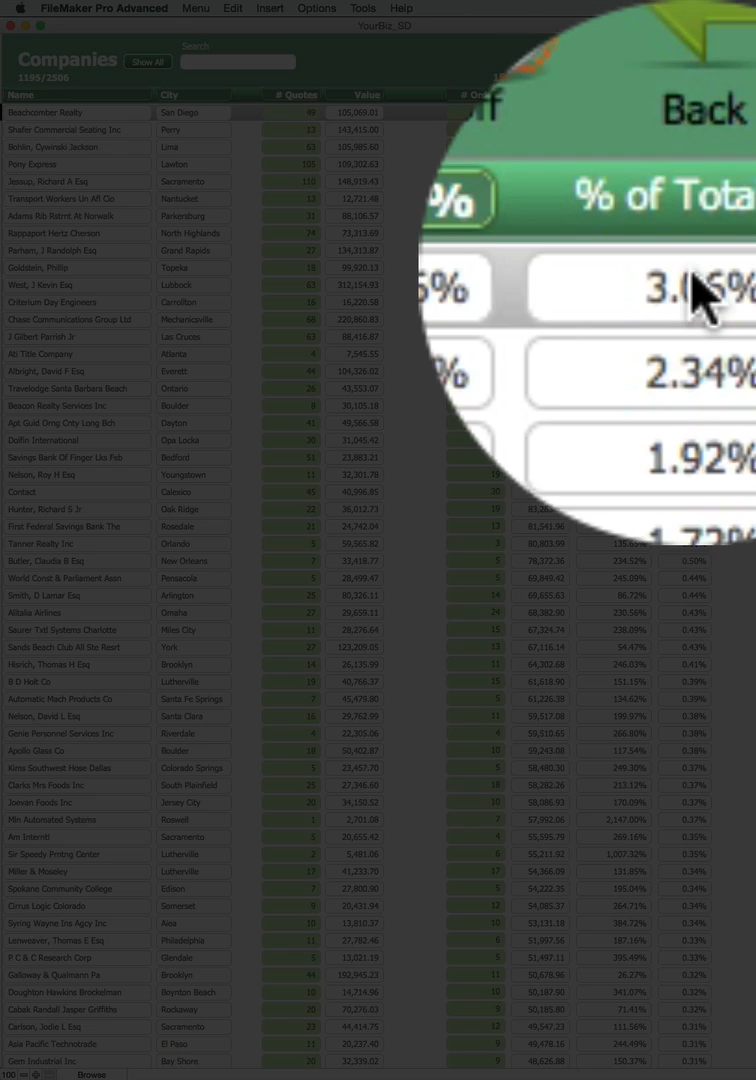 FileMaker Pro Advanced Menu Edit Insert Options Tools Help
YourBiz_SD
Search
Companies Show All
1195/2506
Back
Name City # Quotes Value # Or
% % of Tota
Beachcomber Realty San Diego 49 105,069.01 6%
Shafer Commercial Seating Inc Perry 13 143,415.00 % 2.34%
Bohlin, Cywinski Jackson Lima 63 105,985.60 1.92%
Pony Express Lawton 105 109,302.63
Jessup, Richard A Esq Sacramento 110 148,919.43
Transport Workers Un Afl Cio Nantucket 13 12,721.48
Adams Rib Rstrnt At Norwalk Parkersburg 31 88,106.57
Rappaport Hertz Cherson North Highlands 74 73,313.69
Parham, J Randolph Esq Grand Rapids 27 134,313.87
Goldstein, Phillip Topeka 18 99,920.13
West, J Kevin Esq Lubbock 63 312,154.93
Criterium Day Engineers Carrollton 16 16,220.58
Chase Communications Group Ltd Mechanicsville 68 220,860.83
J Gilbert Parrish Jr Las Cruces 63 88,416.87
Ati Title Company Atlanta 4 7,545.55
Albright, David F Esq Everett 44 104,326.02
Travelodge Santa Barbara Beach Ontario 26 43,553.07
Beacon Realty Services Inc Boulder 8 30,105.18
Apt Guid Omg Cnty Long Bch Dayton 41 49,566.58
Dolfin International Opa Locka 30 31,045.42
Savings Bank Of Finger Lks Fsb Bedford 51 23,883.21
Nelson, Roy H Esq Youngstown 11 32,301.78 19
Contact Calexico 45 40,996.85 30
Hunter, Richard S Jr Oak Ridge 22 36,012.73 19
First Federal Savings Bank The Rosedale 21 24,742.04 13 81,541.96
Tanner Realty Inc Orlando 5 59,565.82 3 80,803.99 135.65%
Butler, Claudia B Esq New Orleans 7 33,418.77 5 78,372.36 234.52% 0.50%
World Const & Parliament Assn Pensacola 5 28,499.47 5 69,849.42 245.09% 0.44%
Smith, D Lamar Esq Arlington 25 80,326.11 14 69,655.63 86.72% 0.44%
Alitalia Airlines Omaha 27 29,659.11 24 68,382.90 230.56% 0.43%
Saurer Txtl Systems Charlotte Miles City 11 28,276.64 15 67,324.74 238.09% 0.43%
Sands Beach Club All Ste Resrt York 27 123,209.05 13 67,116.14 54.47% 0.43%
Hisrich, Thomas H Esq Brooklyn 14 26,135.99 11 64,302.68 246.03% 0.41%
B D Holt Co Lutherville 19 40,766.37 15 61,618.90 151.15% 0.39%
Automatic Mach Products Co Santa Fe Springs 7 45,479.80 5 61,226.38 134.62% 0.39%
Nelson, David L Esq Santa Clara 16 29,762.99 11 59,517.08 199.97% 0.38%
Genie Personnel Services Inc Riverdale 4 22,305.06 4 59,510.65 266.80% 0.38%
Apollo Glass Co Boulder 18 50,402.87 10 59,243.08 117.54% 0.38%
Kims Southwest Hose Dallas Colorado Springs 5 23,457.70 5 58,480.30 249.30% 0.37%
Clarks Mrs Foods Inc South Plainfield 25 27,346.60 18 58,282.26 213.12% 0.37%
Joevan Foods Inc Jersey City 20 34,150.52 10 58,086.93 170.09% 0.37%
Mln Automated Systems Roswell 1 2,701.08 7 57,992.06 2,147.00% 0.37%
Am Interntl Sacramento 5 20,655.42 4 55,595.79 269.16% 0.35%
Sir Speedy Prntng Center Lutherville 2 5,481.06 6 55,211.92 1,007.32% 0.35%
Miller & Moseley Lutherville 17 41,233.70 17 54,366.09 131.85% 0.34%
Spokane Community College Edison 7 27,800.90 5 54,222.35 195.04% 0.34%
Cirrus Logic Colorado Somerset 9 20,431.94 12 54,085.37 264.71% 0.34%
Syring Wayne Ins Agcy Inc Aiea 10 13,810.37 10 53,131.18 384.72% 0.34%
Lenweaver, Thomas E Esq Philadelphia 11 27,782.46 6 51,997.56 187.16% 0.33%
P C & C Research Corp Glendale 5 13,021.19 5 51,497.11 395.49% 0.33%
Galloway & Qualmann Pa Brooklyn 44 192,945.23 11 50,678.96 26.27% 0.32%
Doughton Hawkins Brockelman Boynton Beach 10 14,714.96 10 50,187.90 341.07% 0.32%
Cabak Randall Jasper Griffiths Rockaway 20 70,276.03 9 50,185.80 71.41% 0.32%
Carlson, Jodie L Esq Sacramento 23 44,414.75 12 49,547.23 111.56% 0.31%
Asia Pacific Technotrade El Paso 11 20,237.40 9 49,478.16 244.49% 0.31%
Gem Industrial Inc Bay Shore 20 32,339.02 9 48,626.88 150.37% 0.31%
100 Browse